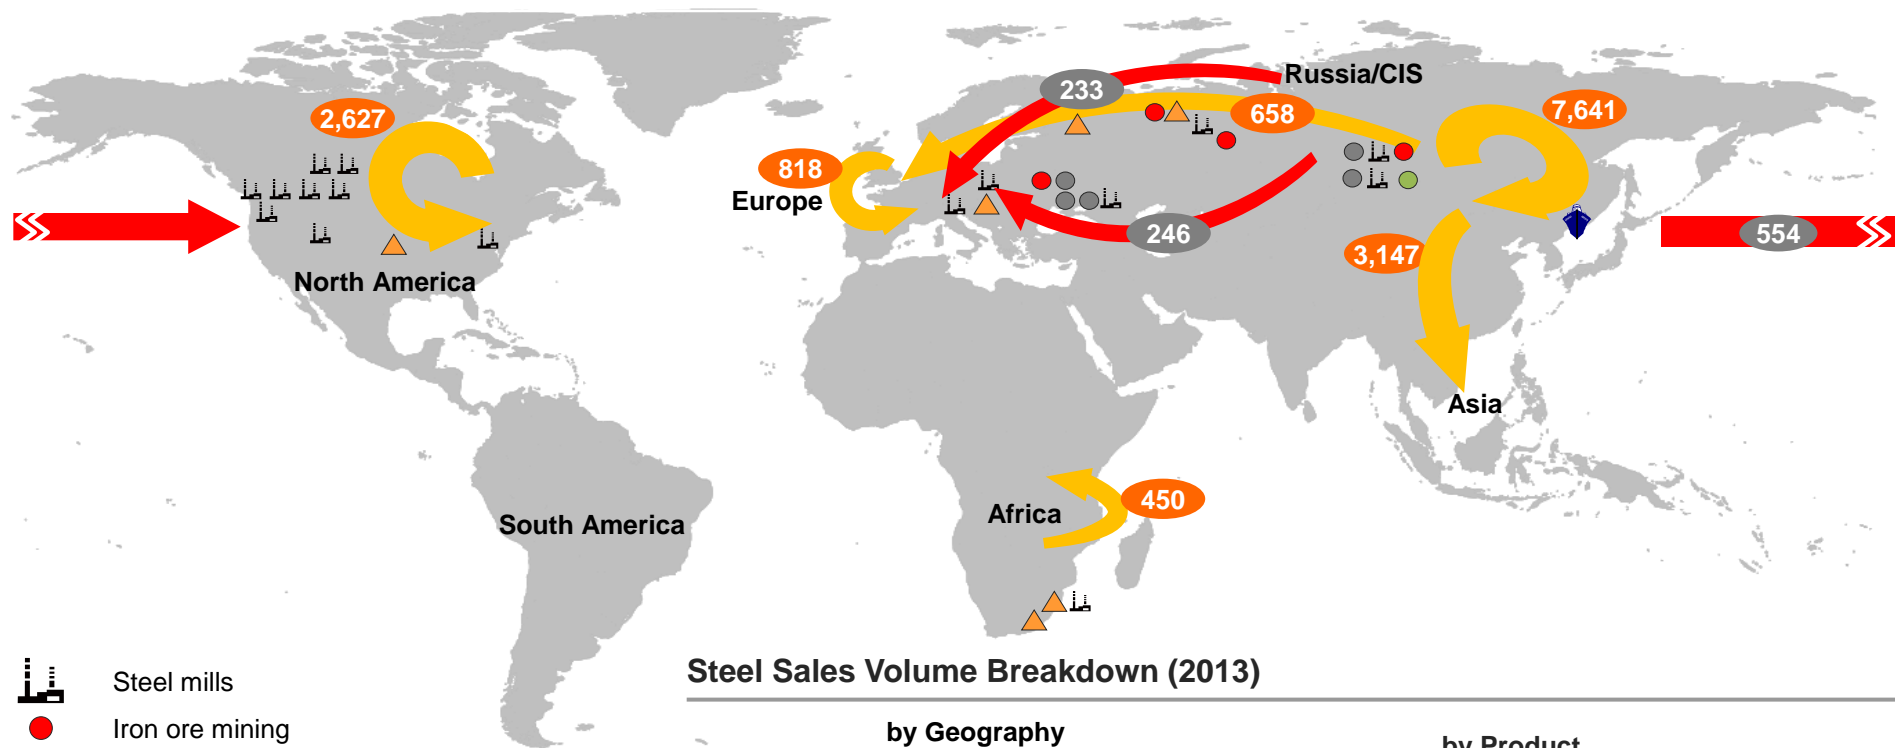 Russia/CIS
233
658
7,641
2,627
818
Europe
246
554
3,147
North America
Asia
450
Africa
South America
Steel Sales Volume Breakdown (2013)
Steel mills
Iron ore mining
by Geography
by Product